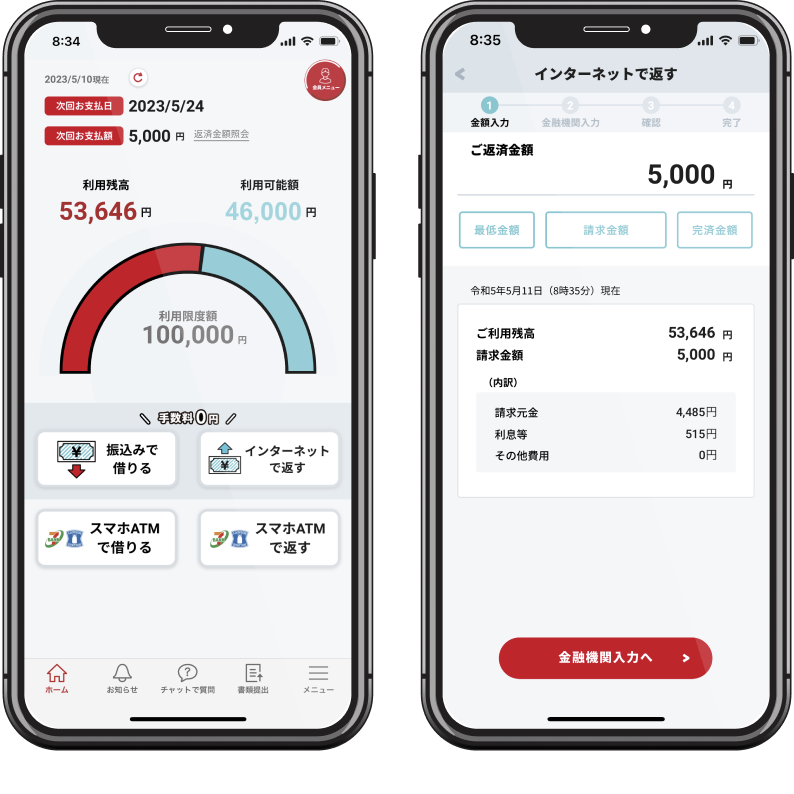 8:34
2023/5/10現在
会員メニュー
次回お支払日 2023/5/24
次回お支払額 5,000 円 返済金額照会
利用残高 利用可能額
53,646 円 46,000 円
利用限度額
100,000 円
手数料0円
振込みで
借りる
インターネット
で返す
スマホATM
で借りる
スマホATM
で返す
ホーム お知らせ チャットで質問 書類提出 メニュー
8:35
インターネットで返す
1 2 3 4
金額入力 金融機関入力 確認 完了
ご返済金額
5,000 円
最低金額 請求金額 完済金額
令和5年5月11日（8時35分）現在
ご利用残高 53,646 円
請求金額 5,000 円
（内訳）
請求元金 4,485円
利息等 515円
その他費用 0円
金融機関入力へ